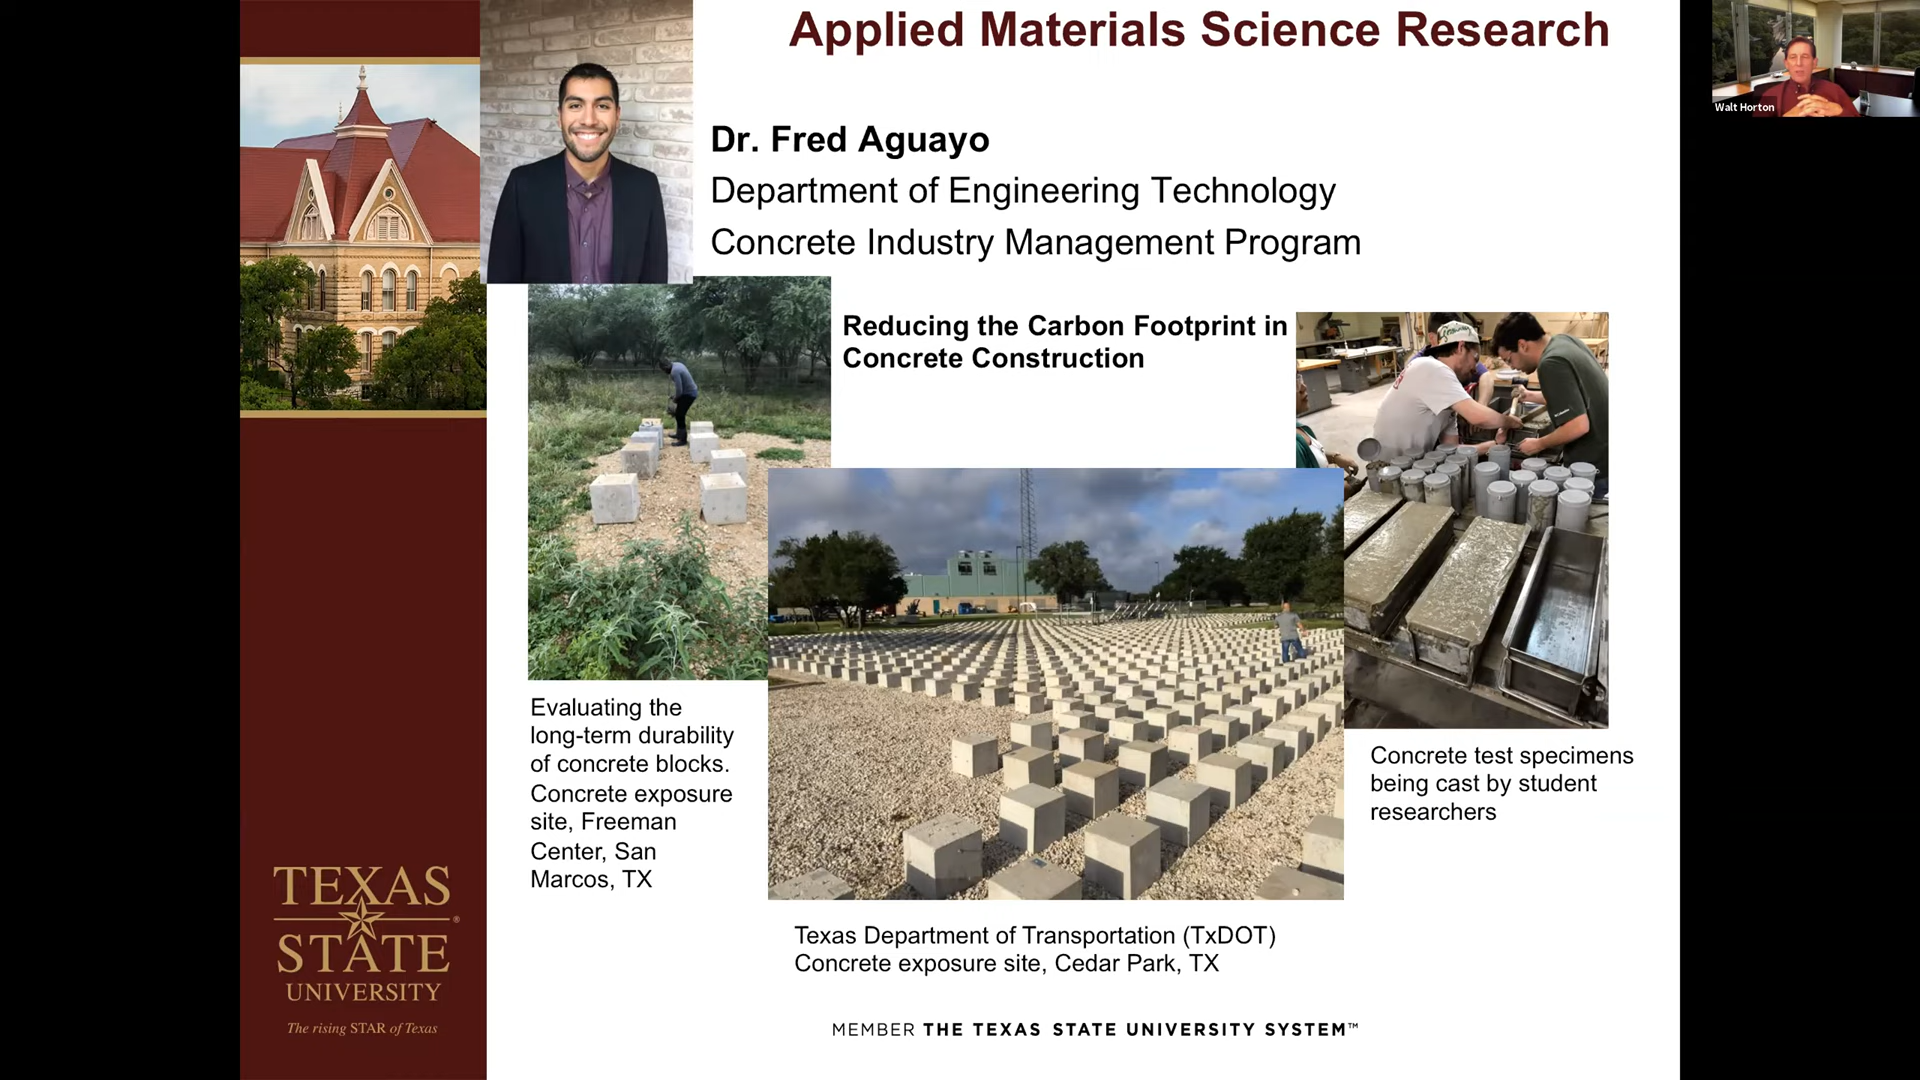 Applied Materials Science Research
Walt Horton
Dr. Fred Aguayo
Department of Engineering Technology
Concrete Industry Management Program
Reducing the Carbon Footprint in
Concrete Construction
Evaluating the
long-term durability
of concrete blocks.
Concrete exposure
site, Freeman
Center, San
Marcos, TX
Concrete test specimens
being cast by student
researchers
Texas Department of Transportation (TxDOT)
Concrete exposure site, Cedar Park, TX
TEXAS
STATE
®
UNIVERSITY
The rising STAR of Texas
MEMBER THE TEXAS STATE UNIVERSITY SYSTEM™